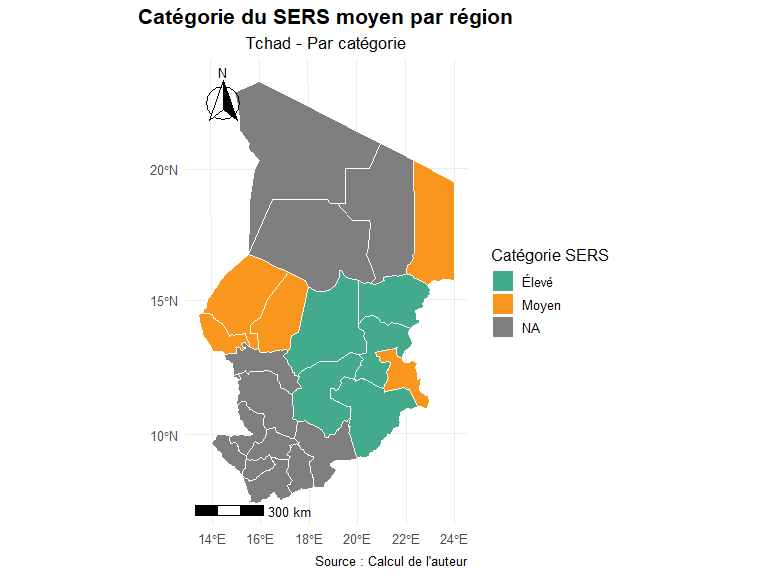 Catégorie du SERS moyen par région
Tchad - Par catégorie
N
20°N
15°N
10°N
Catégorie SERS
Élevé
Moyen
NA
300 km
14°E 16°E 18°E 20°E 22°E 24°E
Source : Calcul de l'auteur